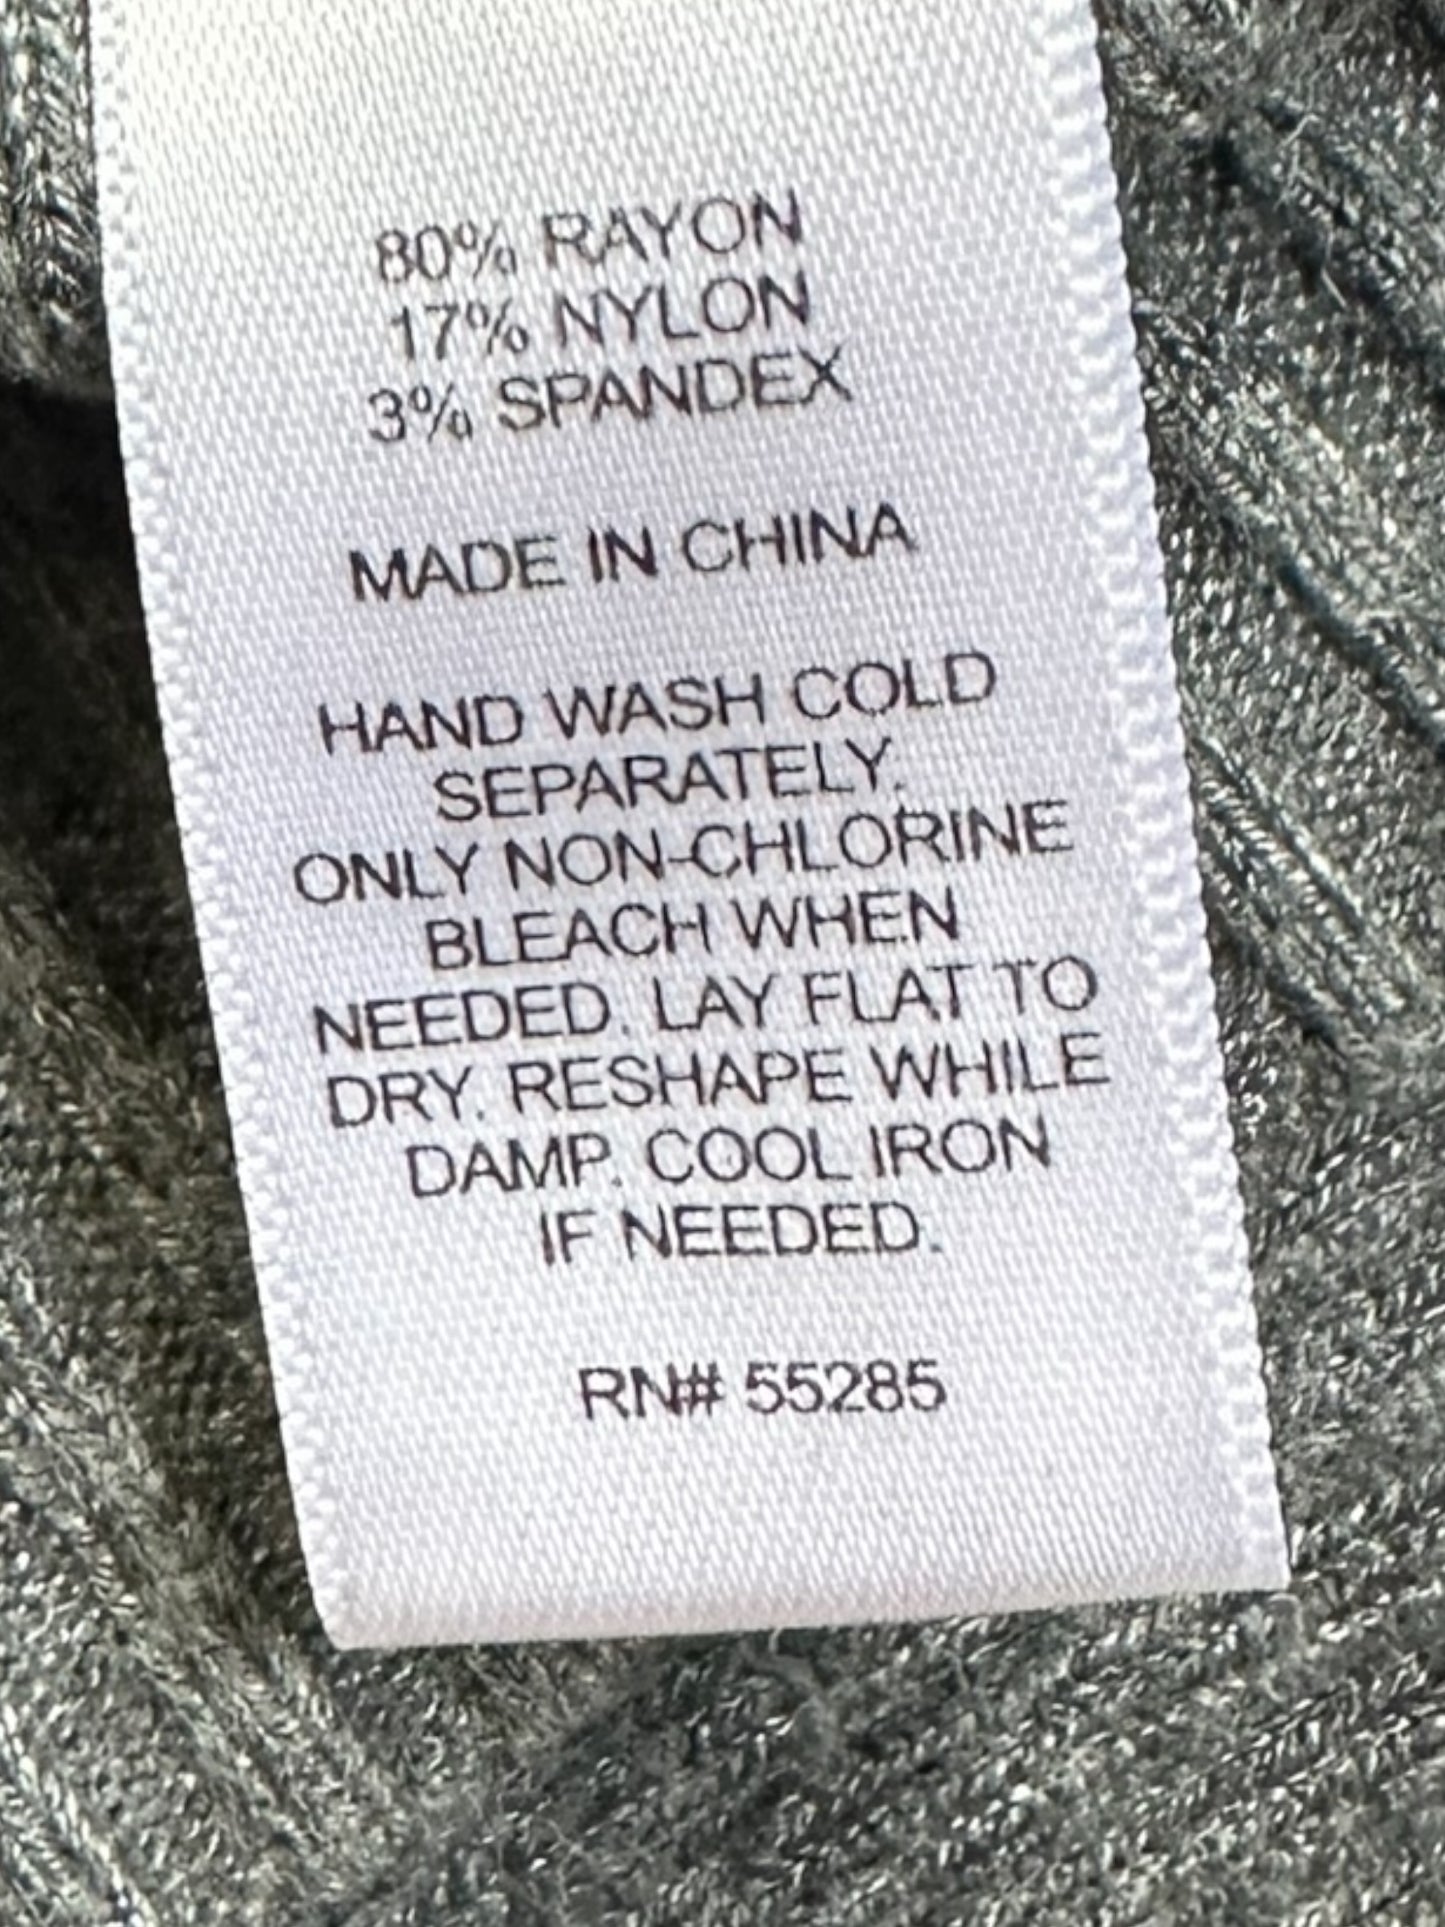 80% RAYON
17% NYLON
3% SPANDEX
MADE IN CHINA
HAND WASH COLD
SEPARATELY.
ONLY NON-CHLORINE
BLEACH WHEN
NEEDED. LAY FLAT TO
DRY. RESHAPE WHILE
DAMP. COOL IRON
IF NEEDED.
RN# 55285